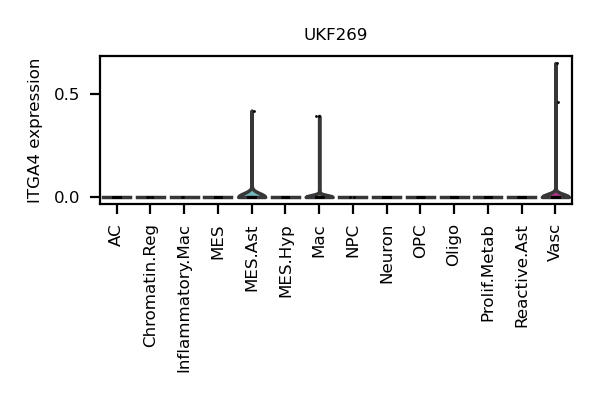 UKF269
ITGA4 expression
0.5
0.0
AC
Chromatin.Reg
Inflammatory.Mac
MES
MES.Ast
MES.Hyp
Mac
NPC
Neuron
OPC
Oligo
Prolif.Metab
Reactive.Ast
Vasc